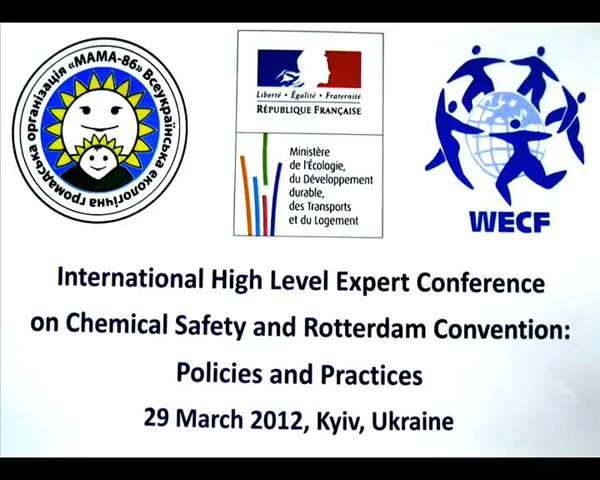 Всеукраїнська екологічна громадська організація «МАМА-86»
Liberté • Égalité • Fraternité
RÉPUBLIQUE FRANÇAISE
Ministère
de l'Écologie,
du Développement
durable,
des Transports
et du Logement
WECF
International High Level Expert Conference
on Chemical Safety and Rotterdam Convention:
Policies and Practices
29 March 2012, Kyiv, Ukraine